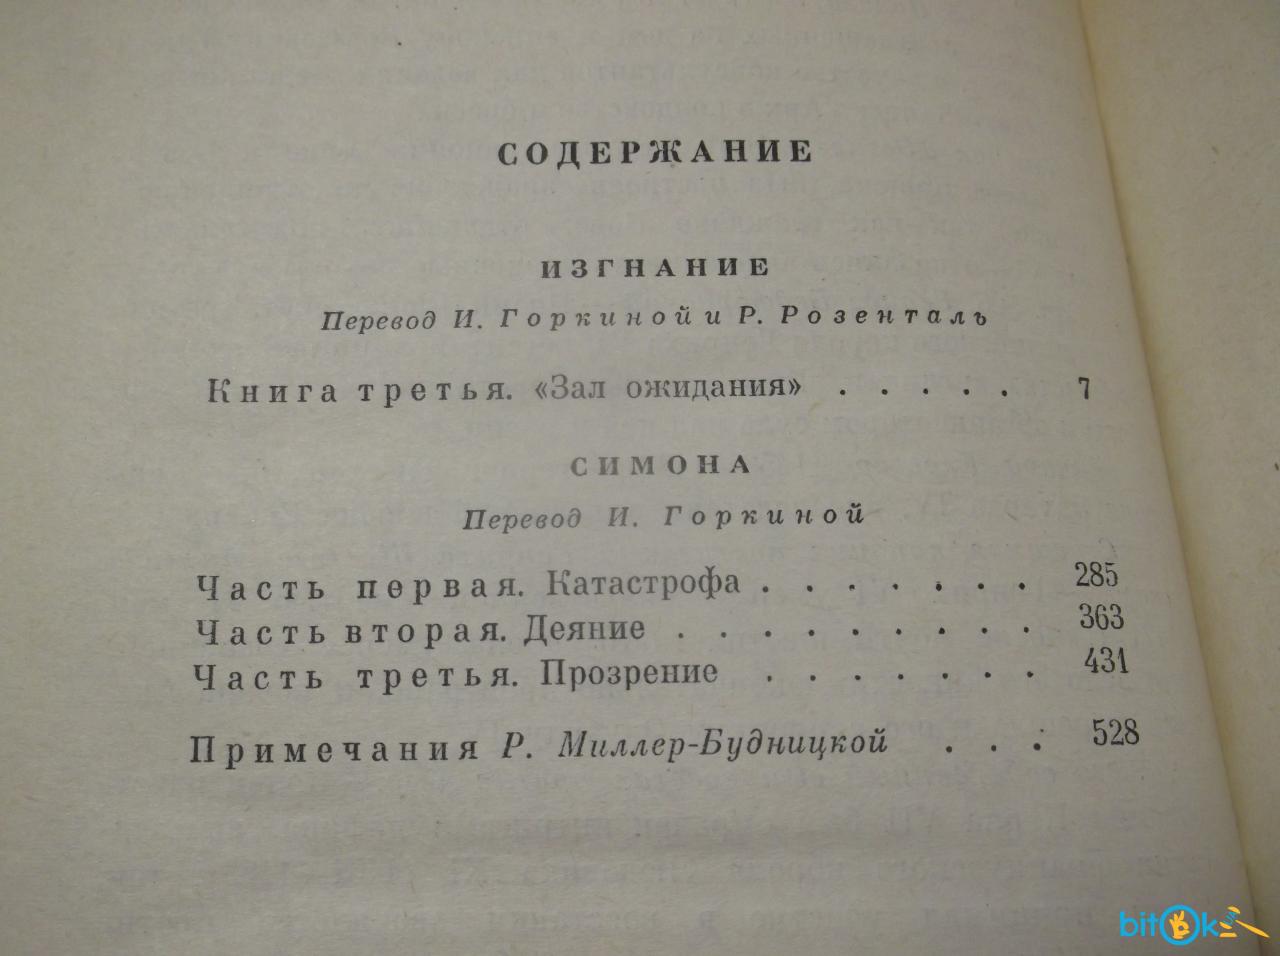 СОДЕРЖАНИЕ
ИЗГНАНИЕ
Перевод И. Горкиной и Р. Розенталь
Книга третья. «Зал ожидания» . . . . . 7
СИМОНА
Перевод И. Горкиной
Часть первая. Катастрофа . . . . . . . 285
Часть вторая. Деяние . . . . . . . . . 363
Часть третья. Прозрение . . . . . . . 431
Примечания Р. Миллер-Будницкой . . . 528